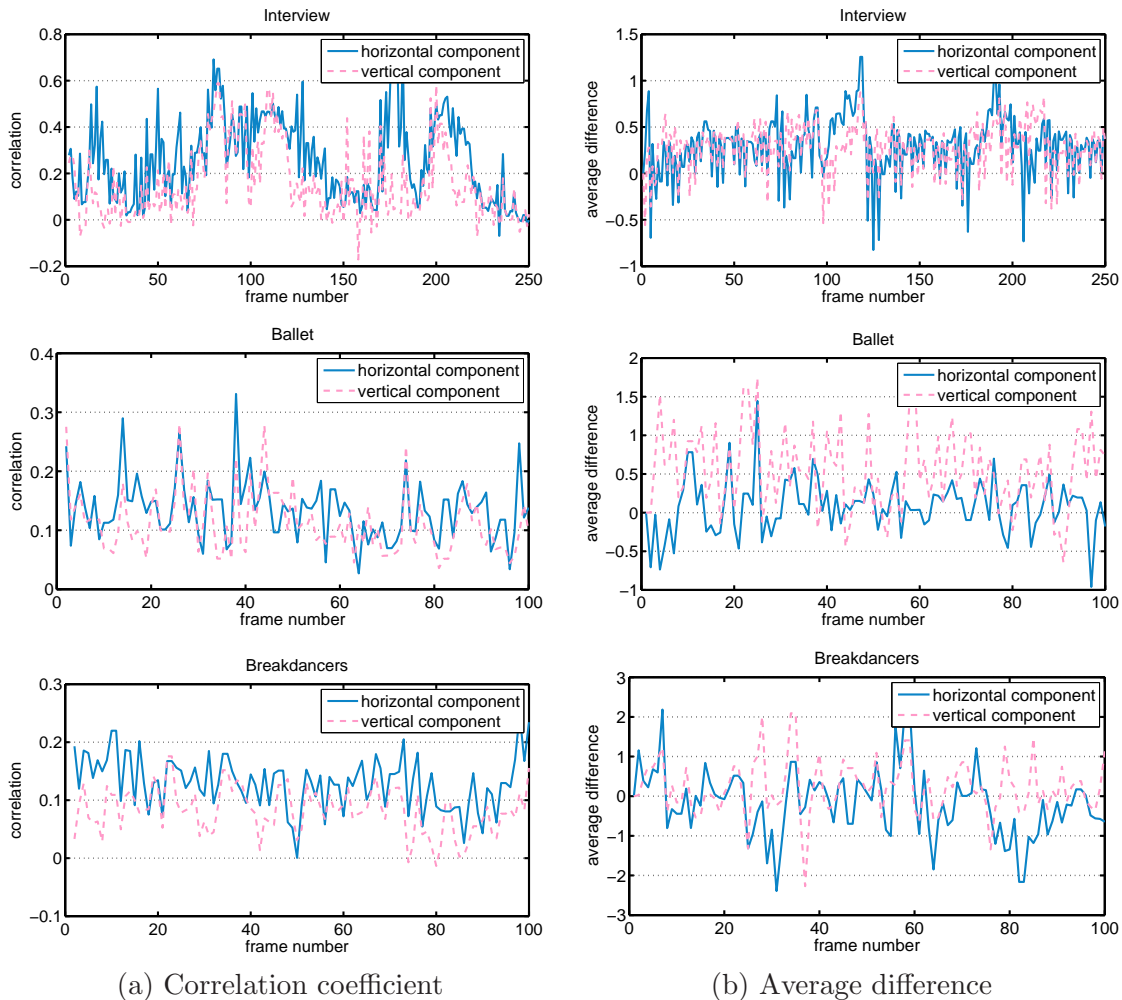 Interview
correlation
0.8
0.6
0.4
0.2
0
−0.2
horizontal component
vertical component
0 50 100 150 200 250
frame number
Ballet
correlation
0.4
0.3
0.2
0.1
0
horizontal component
vertical component
0 20 40 60 80 100
frame number
Breakdancers
correlation
0.3
0.2
0.1
0
−0.1
horizontal component
vertical component
0 20 40 60 80 100
frame number
(a) Correlation coefficient
Interview
average difference
1.5
1
0.5
0
−0.5
−1
horizontal component
vertical component
0 50 100 150 200 250
frame number
Ballet
average difference
2
1.5
1
0.5
0
−0.5
−1
horizontal component
vertical component
0 20 40 60 80 100
frame number
Breakdancers
average difference
3
2
1
0
−1
−2
−3
horizontal component
vertical component
0 20 40 60 80 100
frame number
(b) Average difference